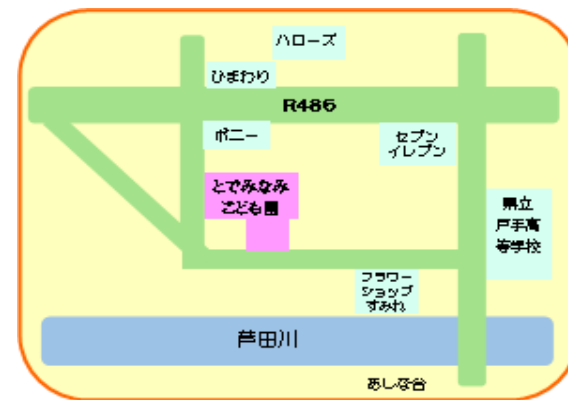 ハローズ
ひまわり
R486
ポニー
セブン
イレブン
とでみなみ
こども園
県立
戸手高
等学校
フラワー
ショップ
すみれ
芦田川
あしな台